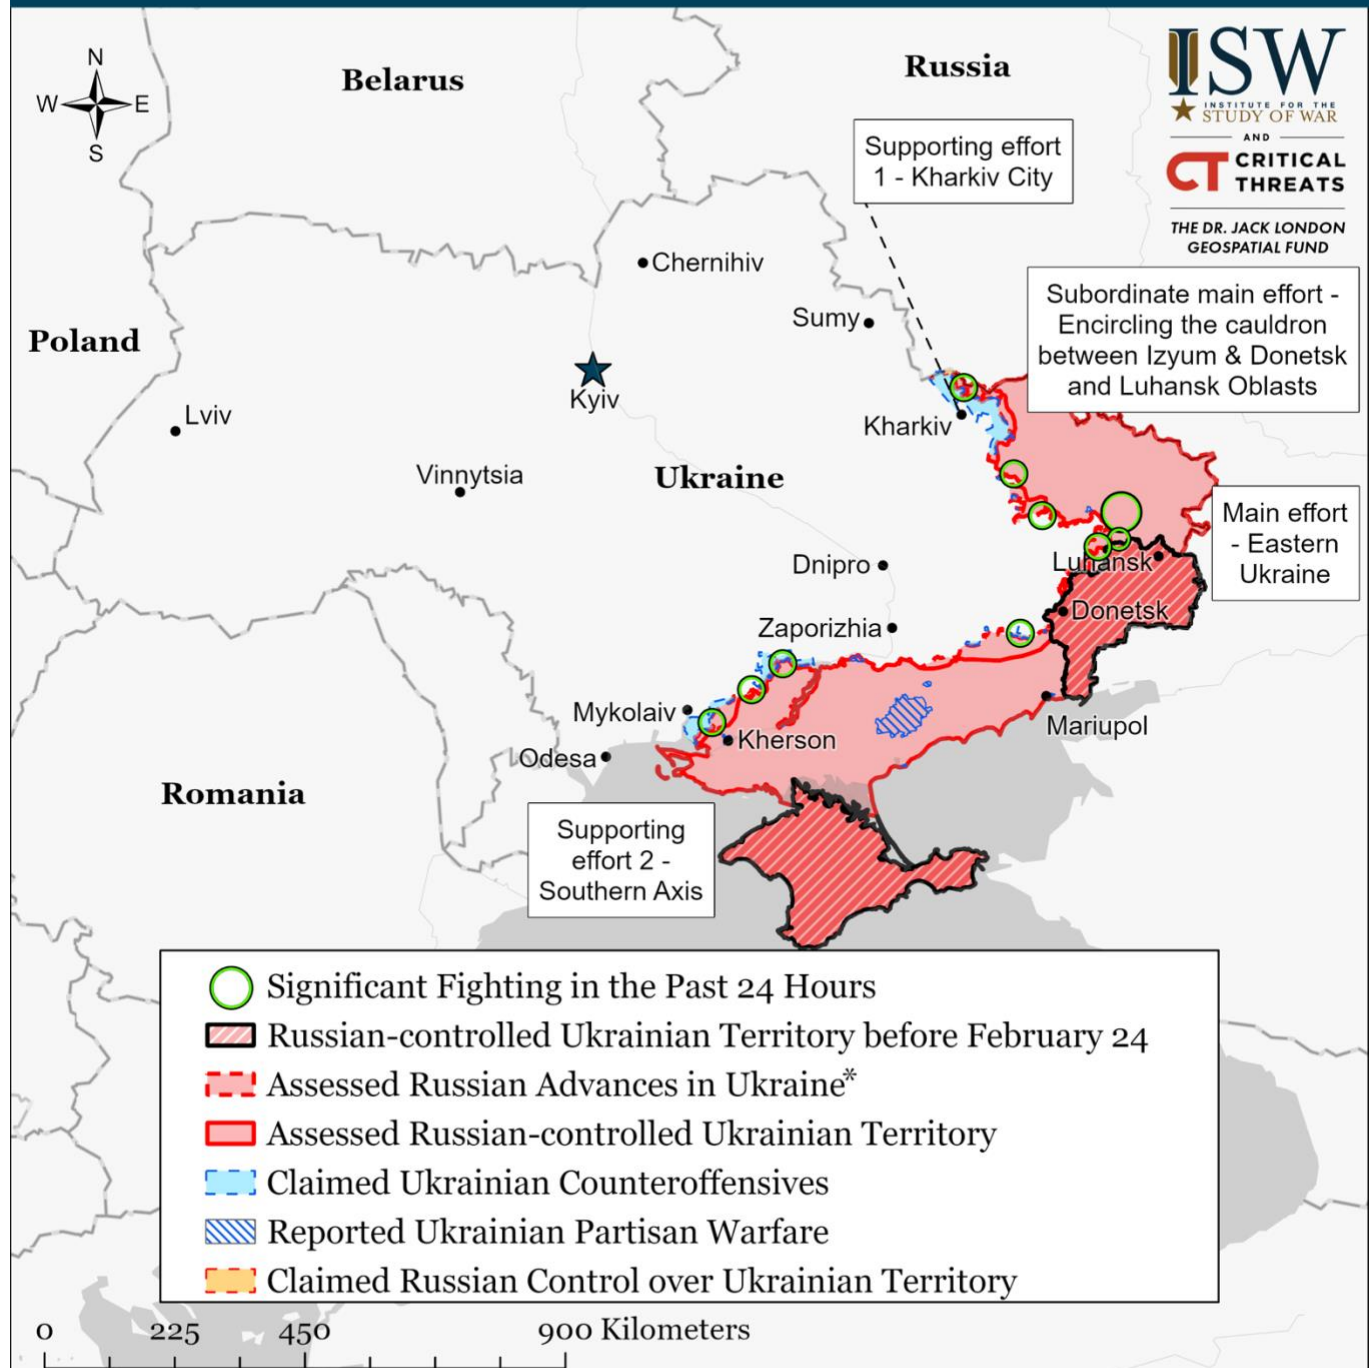 N
W E
S
Belarus
Russia
ISW
INSTITUTE FOR THE
STUDY OF WAR
AND
CT CRITICAL
THREATS
THE DR. JACK LONDON
GEOSPATIAL FUND
Supporting effort
1 - Kharkiv City
Chernihiv
Sumy
Subordinate main effort -
Encircling the cauldron
between Izyum & Donetsk
and Luhansk Oblasts
Poland
Kyiv
Lviv
Kharkiv
Vinnytsia
Ukraine
Main effort
- Eastern
Ukraine
Dnipro
Luhansk
Donetsk
Zaporizhia
Mykolaiv
Kherson
Mariupol
Odesa
Romania
Supporting
effort 2 -
Southern Axis
Significant Fighting in the Past 24 Hours
Russian-controlled Ukrainian Territory before February 24
Assessed Russian Advances in Ukraine*
Assessed Russian-controlled Ukrainian Territory
Claimed Ukrainian Counteroffensives
Reported Ukrainian Partisan Warfare
Claimed Russian Control over Ukrainian Territory
0 225 450 900 Kilometers